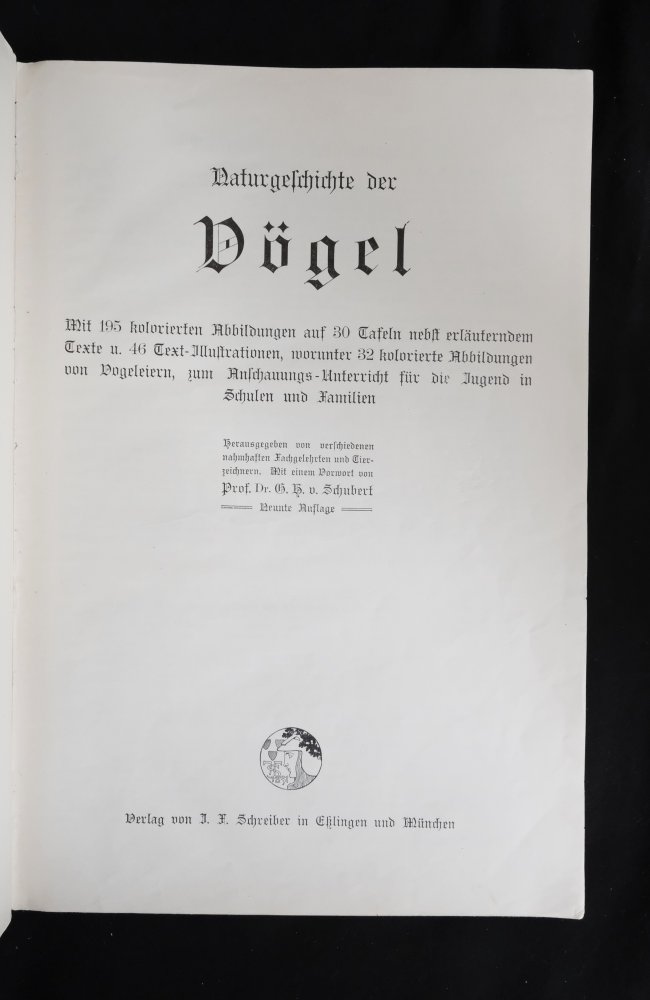 Naturgeschichte der
Vögel
Mit 195 kolorierten Abbildungen auf 30 Tafeln nebst erläuterndem
Texte u. 46 Text-Illustrationen, worunter 32 kolorierte Abbildungen
von Vogeleiern, zum Anschauungs-Unterricht für die Jugend in
Schulen und Familien
Herausgegeben von verschiedenen
nahmhaften Fachgelehrten und Tier-
zeichnern. Mit einem Vorwort von
Prof. Dr. G. H. v. Schubert
Neunte Auflage
Verlag von J. F. Schreiber in Eßlingen und München